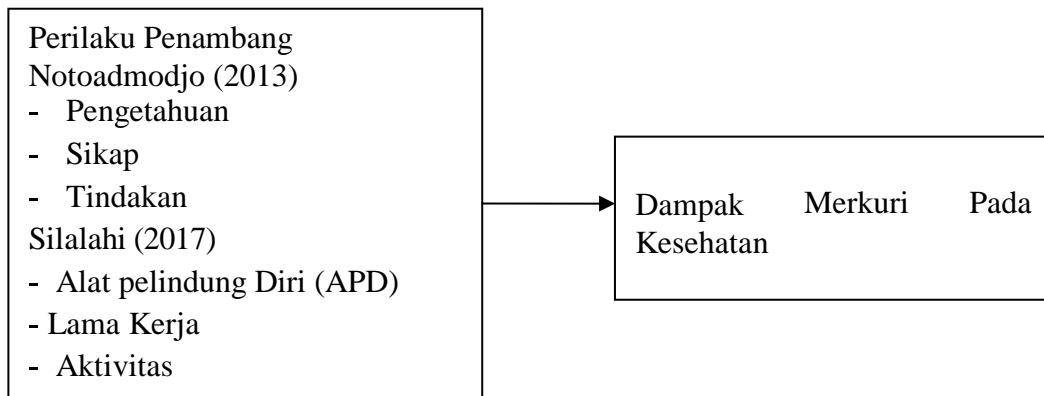 Perilaku Penambang
Notoadmodjo (2013)
- Pengetahuan
- Sikap
- Tindakan
Silalahi (2017)
- Alat pelindung Diri (APD)
- Lama Kerja
- Aktivitas
Dampak Merkuri Pada
Kesehatan